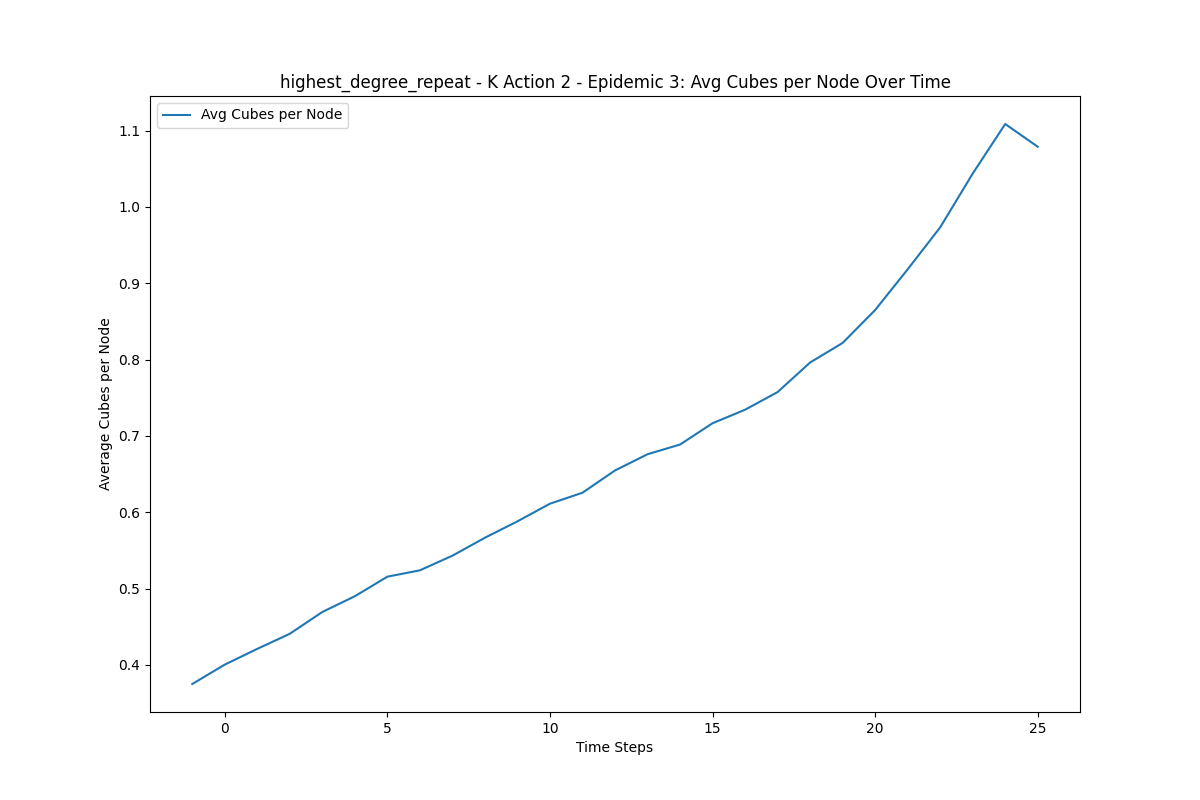 highest_degree_repeat - K Action 2 - Epidemic 3: Avg Cubes per Node Over Time
Avg Cubes per Node
Average Cubes per Node
1.1
1.0
0.9
0.8
0.7
0.6
0.5
0.4
0 5 10 15 20 25
Time Steps